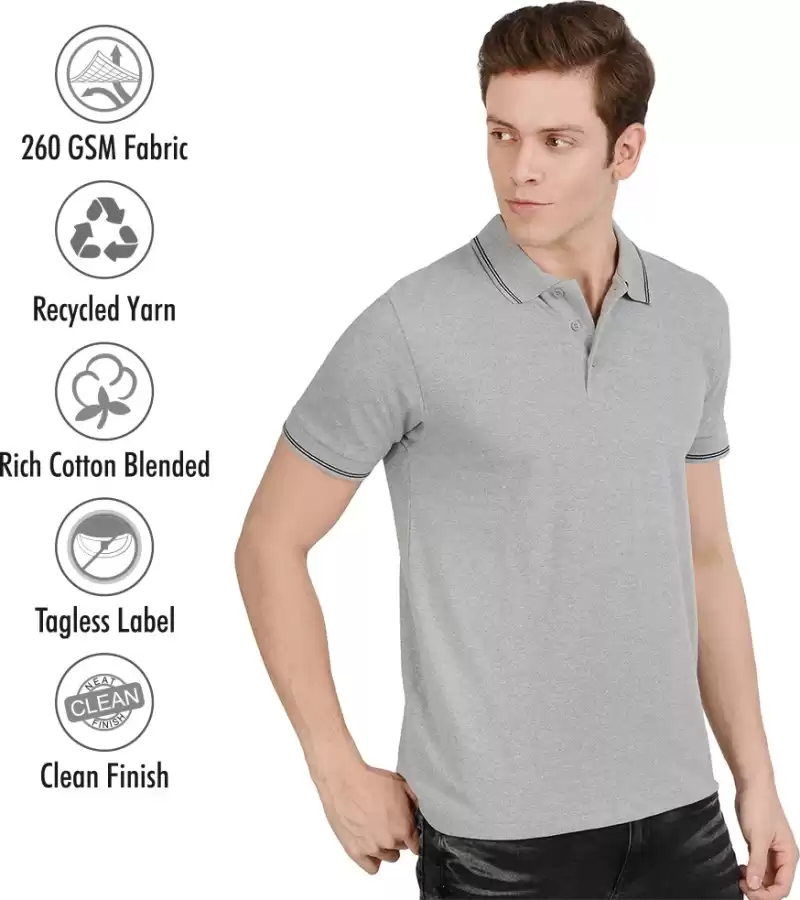 260 GSM Fabric
Recycled Yarn
Rich Cotton Blended
Tagless Label
NEAT
CLEAN
FINISH
Clean Finish